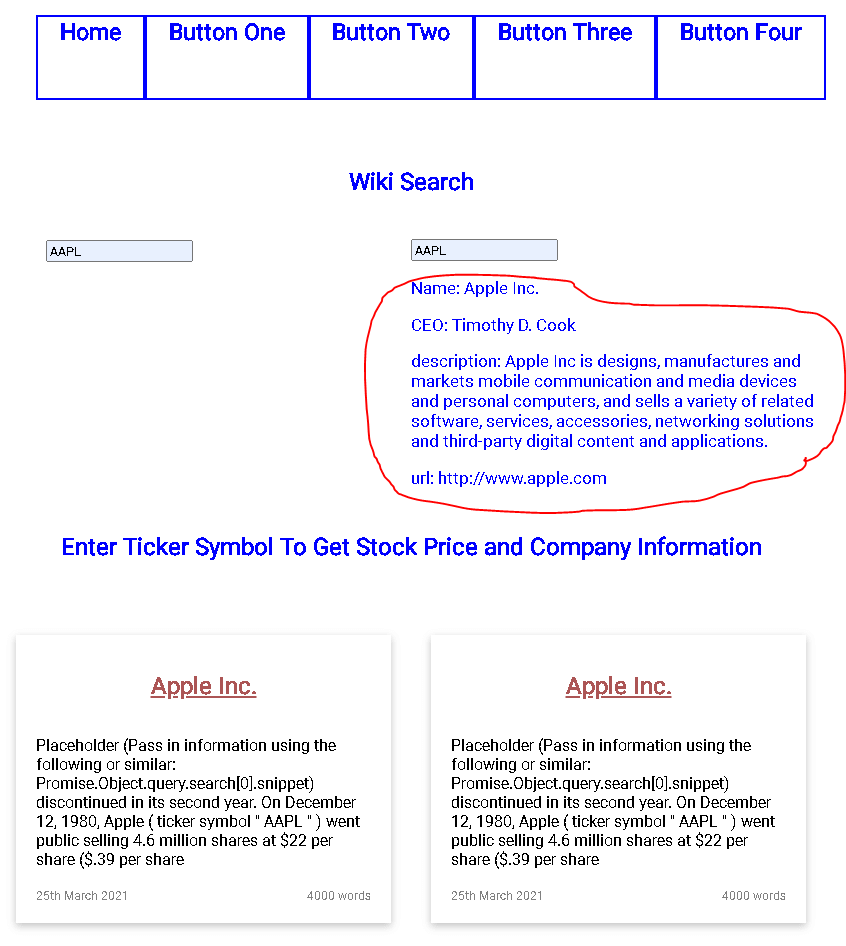 Home Button One Button Two Button Three Button Four
Wiki Search
AAPL AAPL
Name: Apple Inc.
CEO: Timothy D. Cook
description: Apple Inc is designs, manufactures and
markets mobile communication and media devices
and personal computers, and sells a variety of related
software, services, accessories, networking solutions
and third-party digital content and applications.
url: http://www.apple.com
Enter Ticker Symbol To Get Stock Price and Company Information
Apple Inc.
Placeholder (Pass in information using the
following or similar:
Promise.Object.query.search[0].snippet)
discontinued in its second year. On December
12, 1980, Apple ( ticker symbol " AAPL " ) went
public selling 4.6 million shares at $22 per
share ($.39 per share
25th March 2021 4000 words
Apple Inc.
Placeholder (Pass in information using the
following or similar:
Promise.Object.query.search[0].snippet)
discontinued in its second year. On December
12, 1980, Apple ( ticker symbol " AAPL " ) went
public selling 4.6 million shares at $22 per
share ($.39 per share
25th March 2021 4000 words